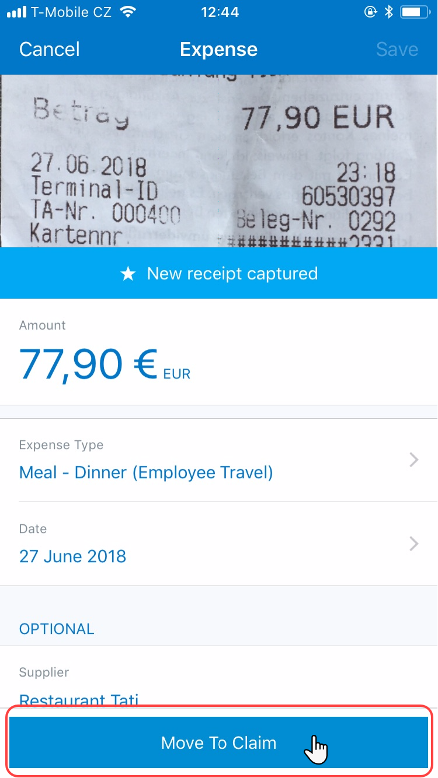 T-Mobile CZ
12:44
Cancel
Expense
Save
Betrag 77,90 EUR
27.06.2018 23:18
Terminal-ID 60530397
TA-Nr. 000400 Beleg-Nr. 0292
Kartennr. ###########2331
New receipt captured
Amount
77,90 € EUR
Expense Type
Meal - Dinner (Employee Travel)
Date
27 June 2018
OPTIONAL
Supplier
Restaurant Tati
Move To Claim